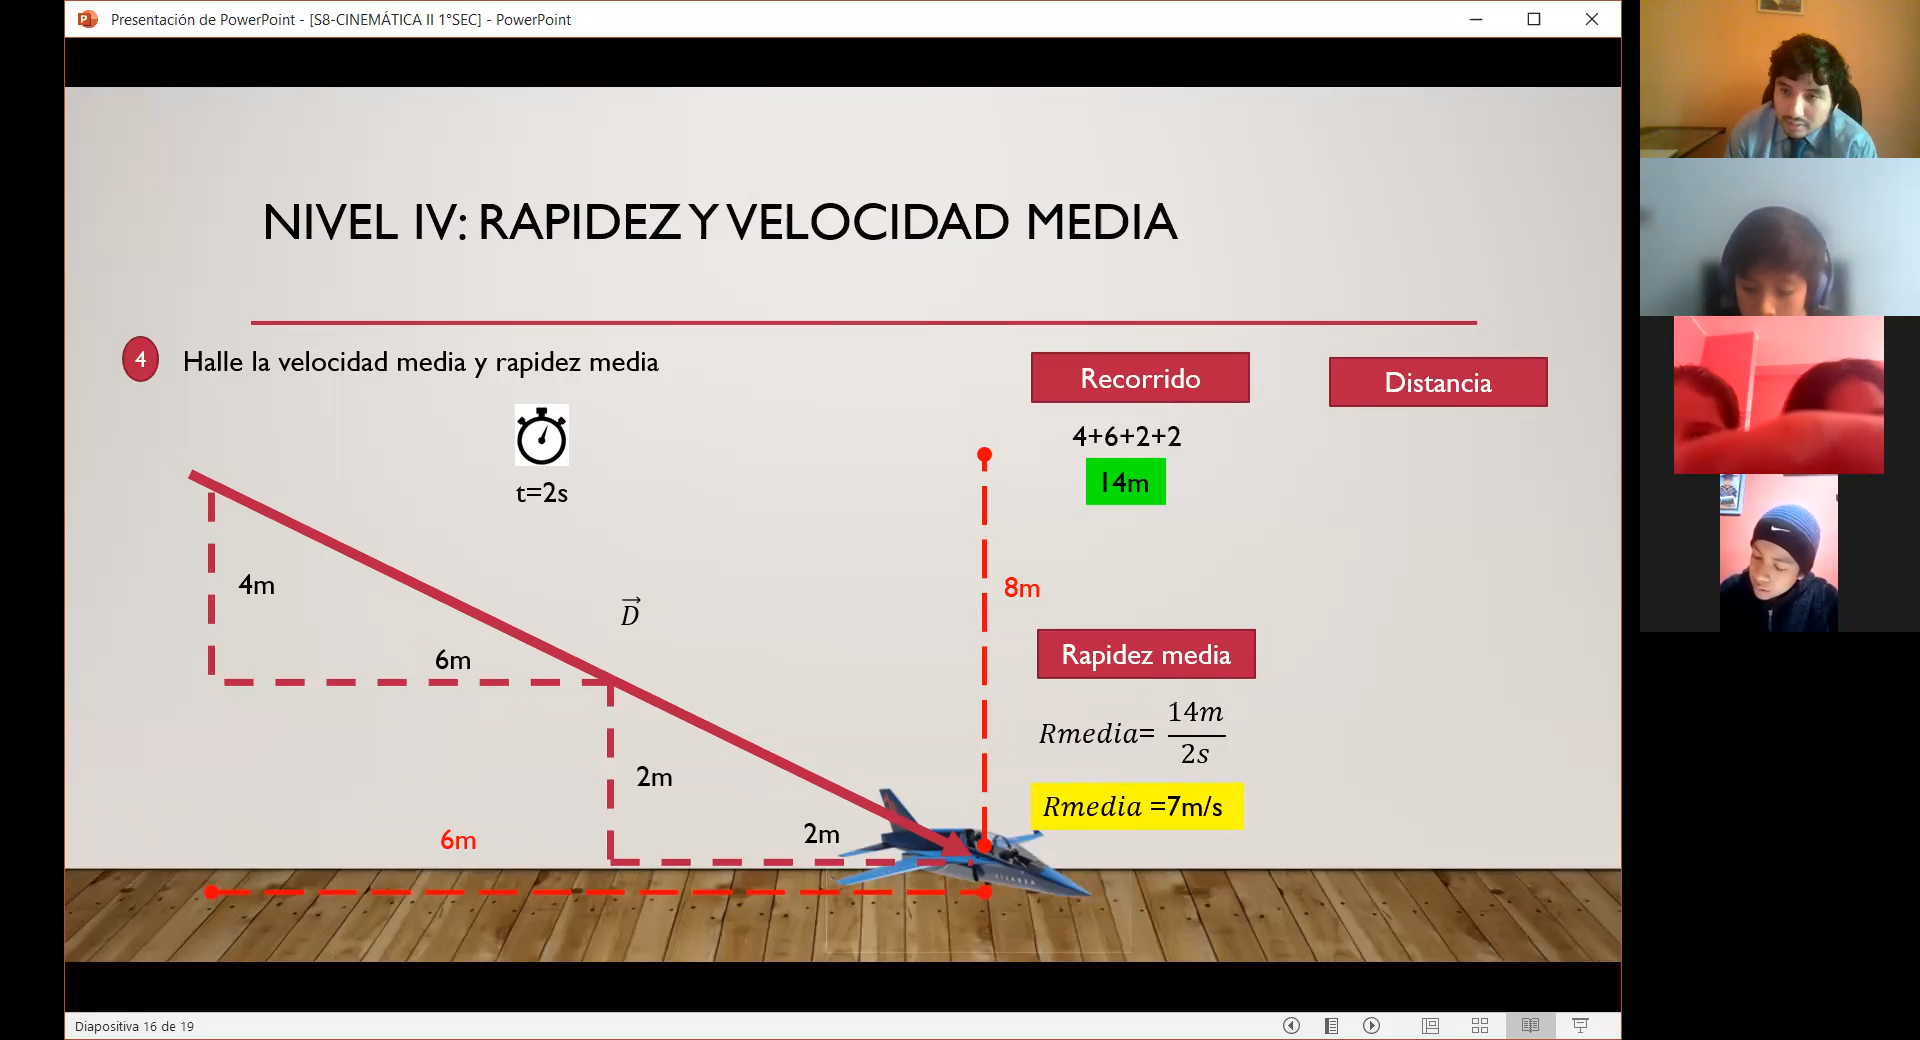 Presentación de PowerPoint - [S8-CINEMÁTICA II 1°SEC] - PowerPoint
NIVEL IV: RAPIDEZ Y VELOCIDAD MEDIA
4 Halle la velocidad media y rapidez media
Recorrido
Distancia
4+6+2+2
14m
t=2s
4m
8m
D⃗
6m
Rapidez media
Rmedia= 14m/2s
2m
Rmedia =7m/s
2m
6m
Diapositiva 16 de 19